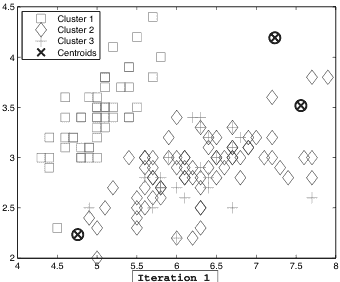 4.5
4
3.5
3
2.5
2
Cluster 1
Cluster 2
Cluster 3
Centroids
4 4.5 5 5.5 6 6.5 7 7.5 8
Iteration 1